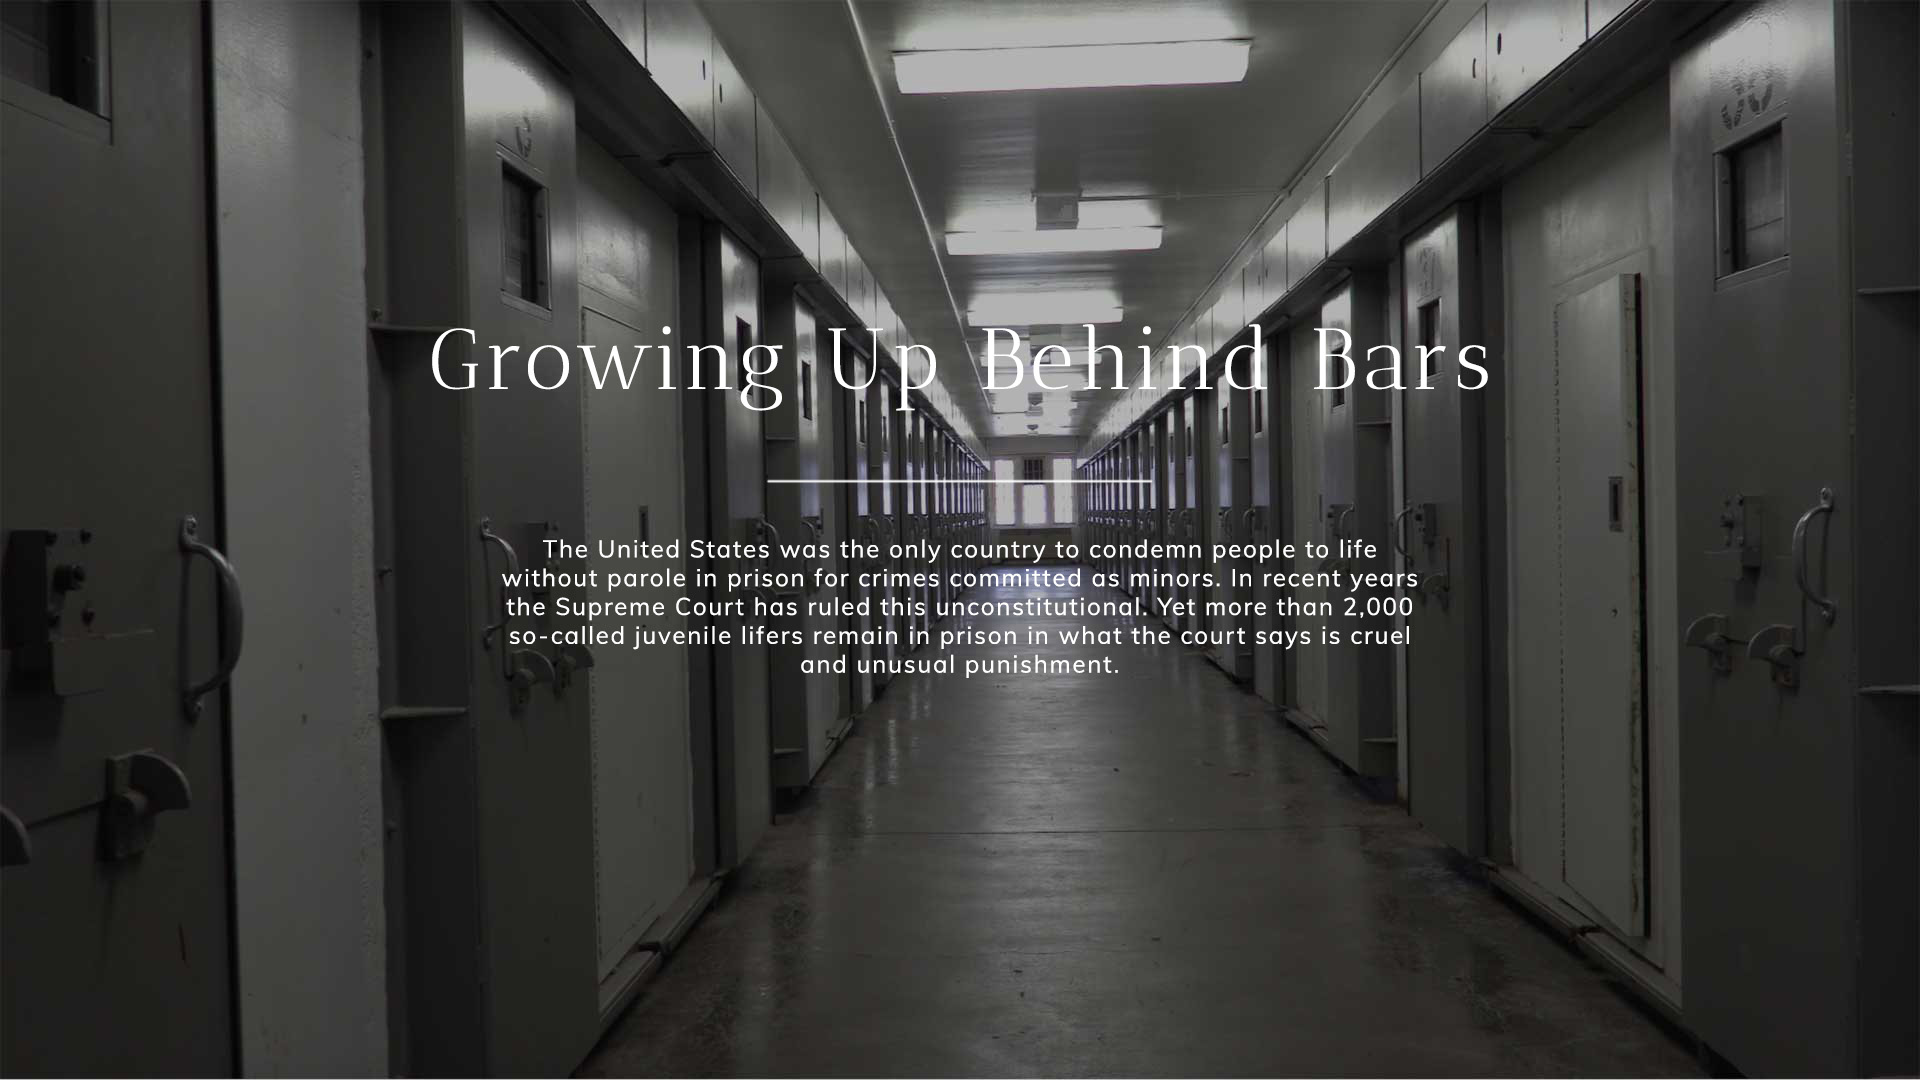 Growing Up Behind Bars
The United States was the only country to condemn people to life
without parole in prison for crimes committed as minors. In recent years
the Supreme Court has ruled this unconstitutional. Yet more than 2,000
so-called juvenile lifers remain in prison in what the court says is cruel
and unusual punishment.